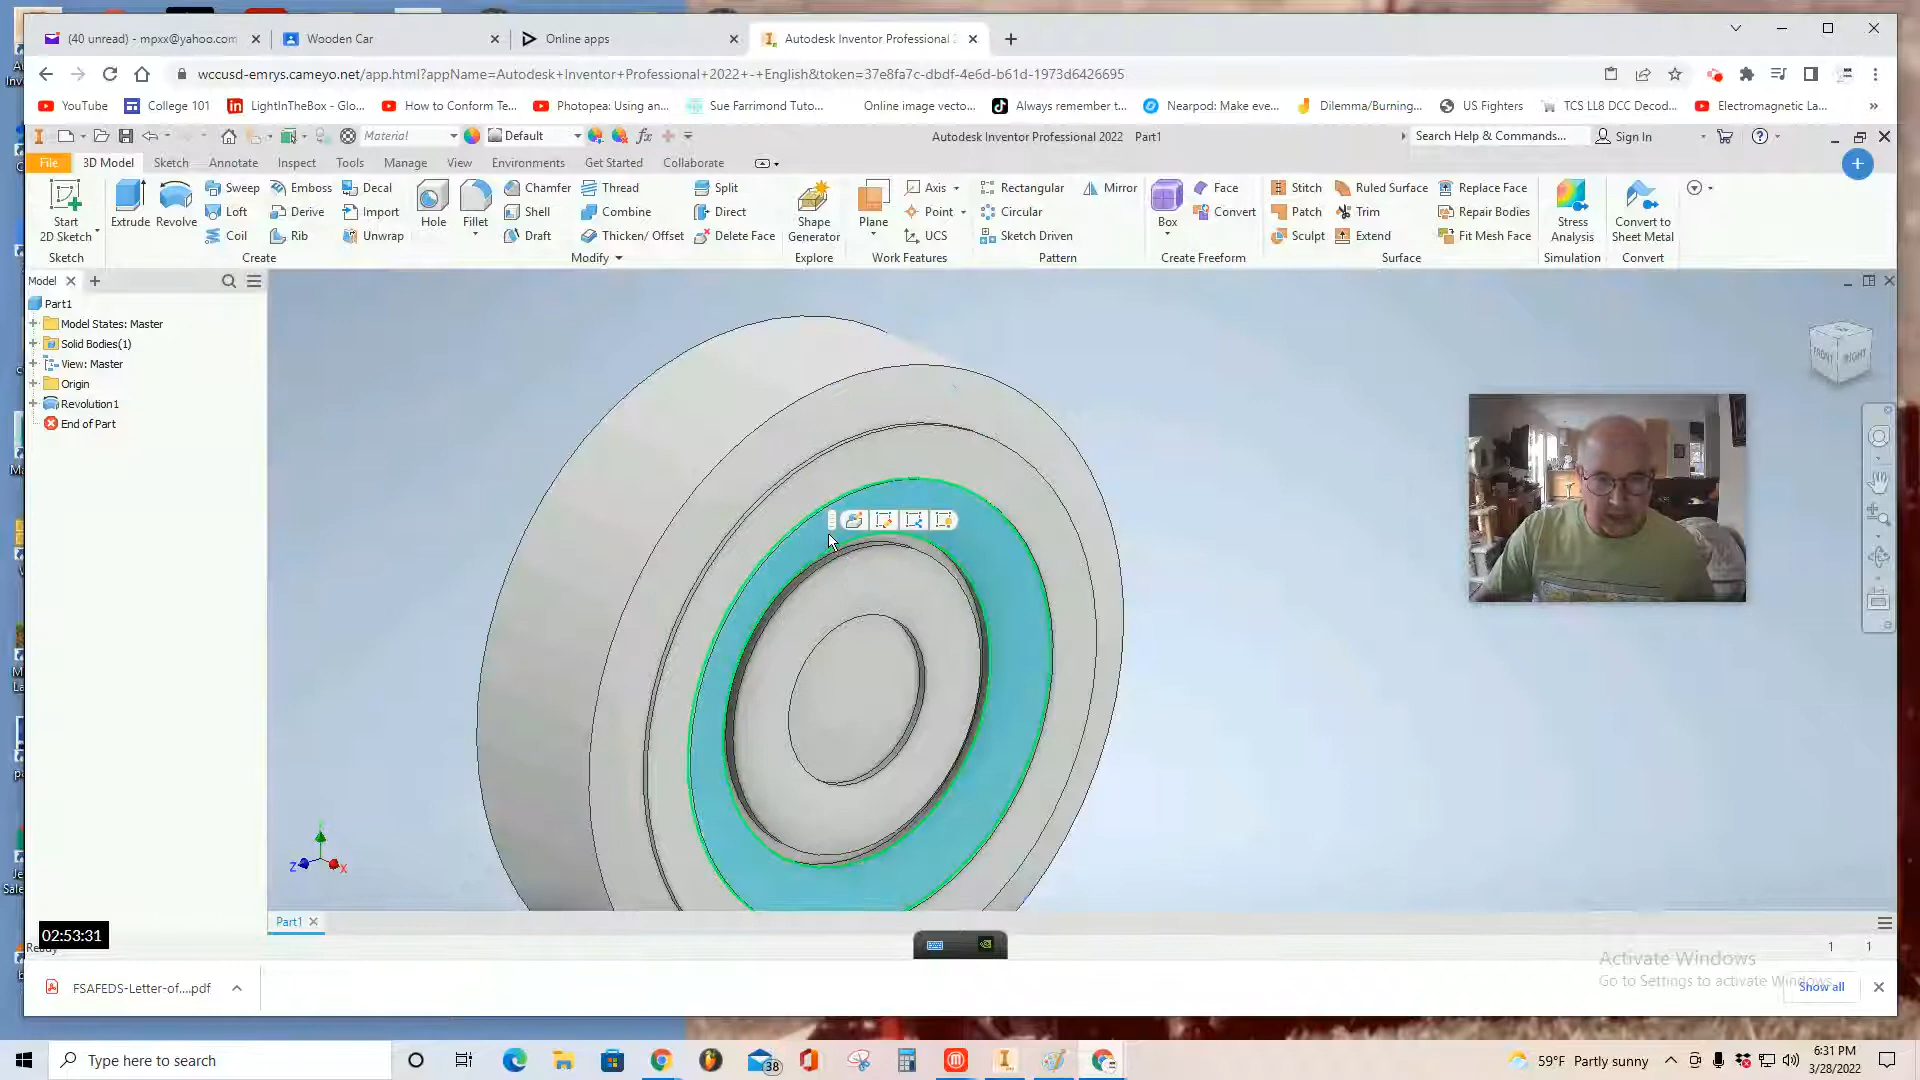 (40 unread) - mpxx@yahoo.com
Wooden Car
Online apps
Autodesk Inventor Professional 2
wccusd-emrys.cameyo.net/app.html?appName=Autodesk+Inventor+Professional+2022+-+English&token=37e8fa7c-dbdf-4e6d-b61d-1973d6426695
YouTube College 101 LightInTheBox - Glo... How to Conform Te... Photopea: Using an... Sue Farrimond Tuto... Online image vecto... Always remember t... Nearpod: Make eve... Dilemma/Burning... US Fighters TCS LL8 DCC Decod... Electromagnetic La... »
Material Default fx Autodesk Inventor Professional 2022 Part1 Search Help & Commands... Sign In
File 3D Model Sketch Annotate Inspect Tools Manage View Environments Get Started Collaborate
Start
2D Sketch
Extrude
Revolve
Sweep Emboss Decal
Loft Derive Import
Coil Rib Unwrap
Hole
Fillet
Chamfer Thread Split
Shell Combine Direct
Draft Thicken/ Offset Delete Face
Shape
Generator
Plane
Axis
Point
UCS
Rectangular Mirror
Circular
Sketch Driven
Box
Face
Convert
Stitch Ruled Surface Replace Face
Patch Trim Repair Bodies
Sculpt Extend Fit Mesh Face
Stress
Analysis
Convert to
Sheet Metal
Sketch Create Modify Explore Work Features Pattern Create Freeform Surface Simulation Convert
Model
Part1
Model States: Master
Solid Bodies(1)
View: Master
Origin
Revolution1
End of Part
FRONT RIGHT
Z X
Part1
02:53:31
Ready
1 1
Activate Windows
Go to Settings to activate Windows.
FSAFEDS-Letter-of....pdf
Show all
Type here to search
38
59°F Partly sunny
6:31 PM
3/28/2022